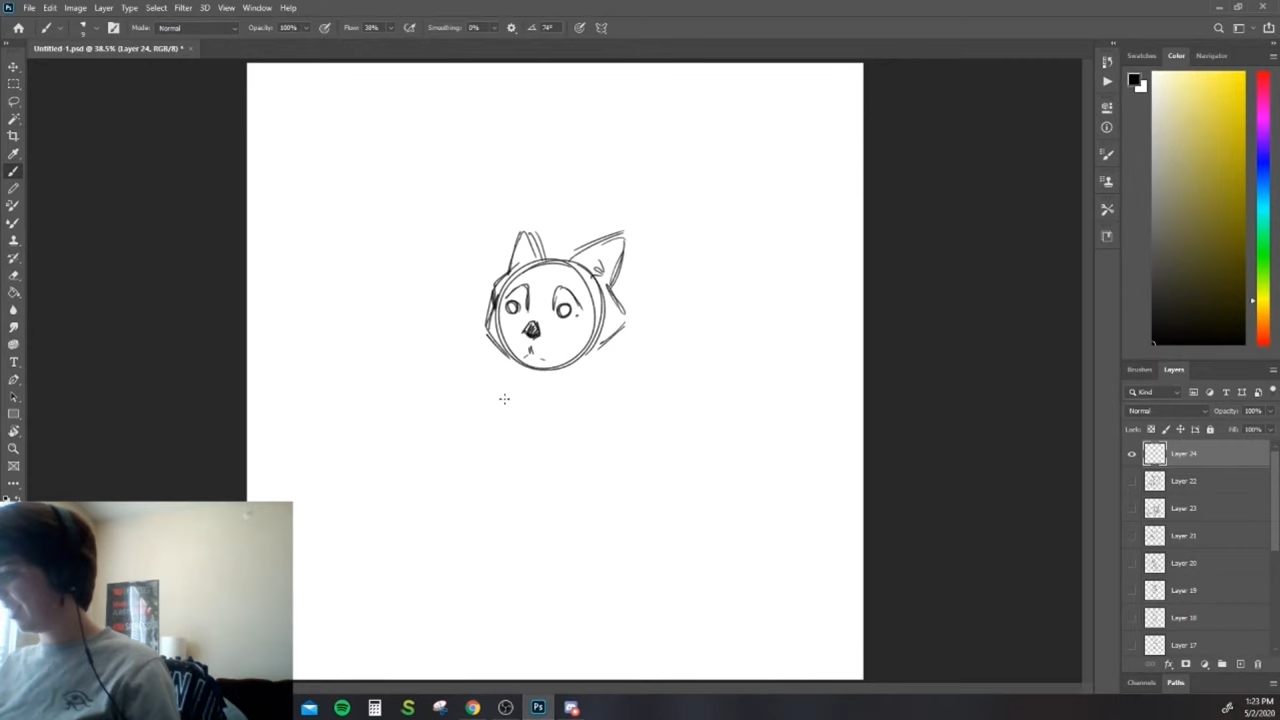 File Edit Image Layer Type Select Filter 3D View Window Help
Mode: Normal Opacity: 100% Flow: 38% Smoothing: 0% 74°
Untitled-1.psd @ 38.5% (Layer 24, RGB/8) *
Swatches Color Navigator
Brushes Layers
Kind
Normal Opacity: 100%
Lock: Fill: 100%
Layer 24
Layer 22
Layer 23
Layer 21
Layer 20
Layer 19
Layer 18
Layer 17
Channels Paths
1:23 PM
5/2/2020